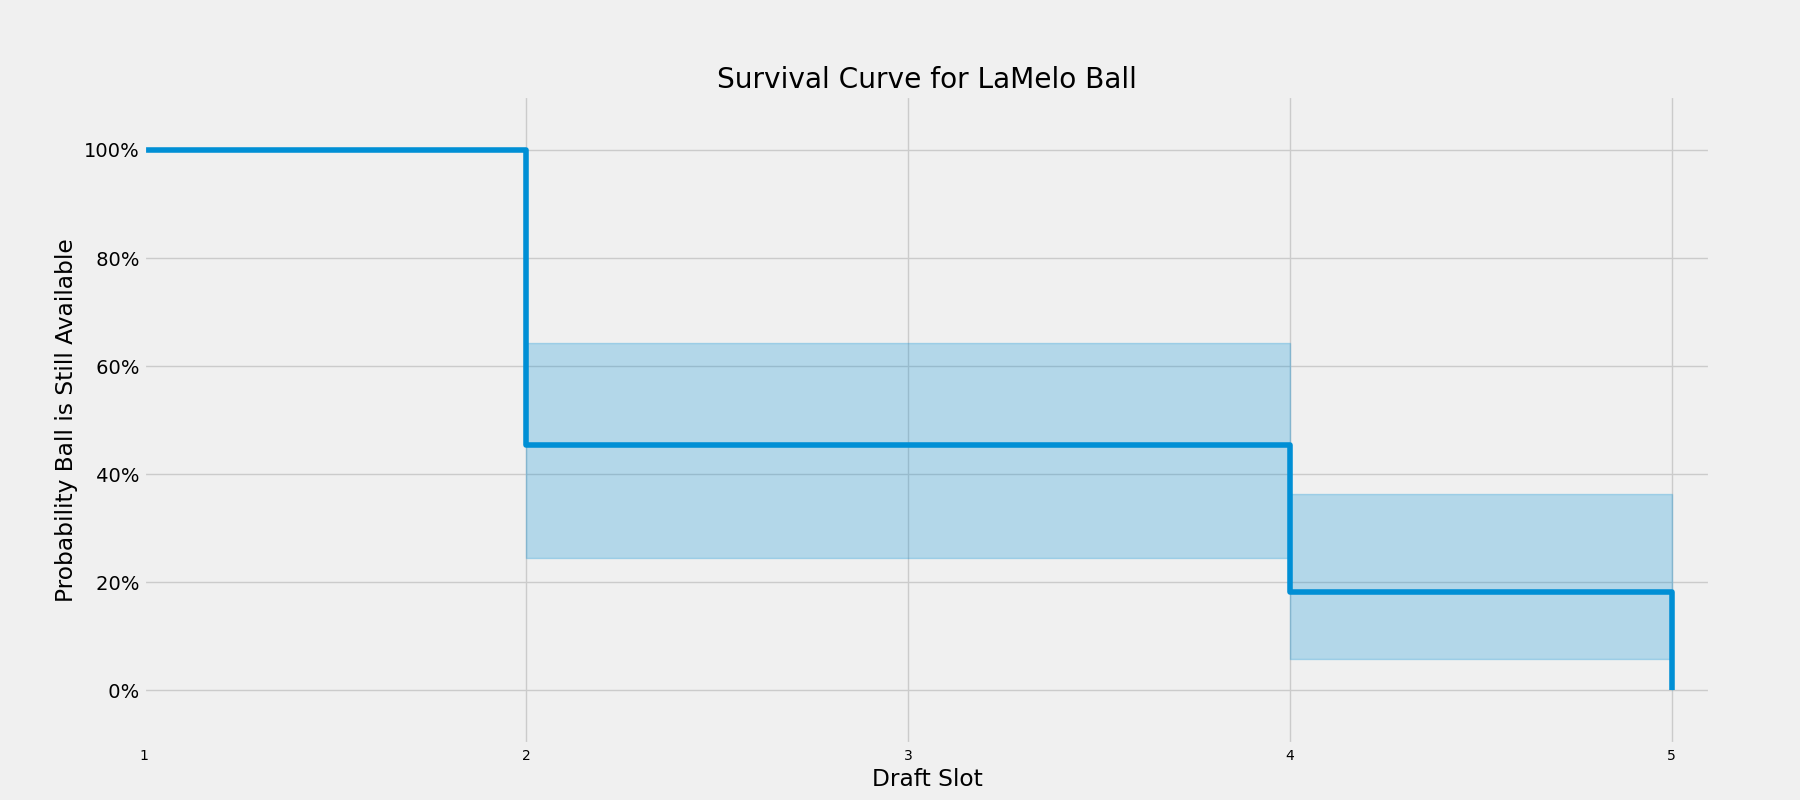 Survival Curve for LaMelo Ball
Probability Ball is Still Available
100%
80%
60%
40%
20%
0%
1 2 3 4 5
Draft Slot